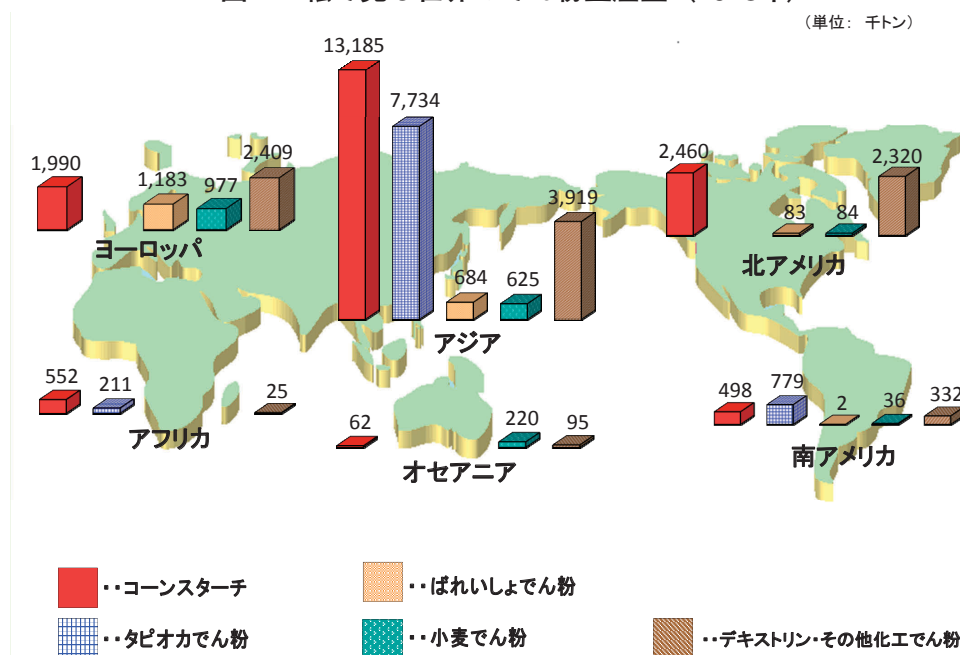 (単位: 千トン)
13,185
7,734
1,990
1,183
977
2,409
ヨーロッパ
684
625
3,919
アジア
2,460
83
84
2,320
北アメリカ
552
211
25
アフリカ
62
220
95
オセアニア
498
779
2
36
332
南アメリカ
・・コーンスターチ
・・ばれいしょでん粉
・・タピオカでん粉
・・小麦でん粉
・・デキストリン・その他化工でん粉